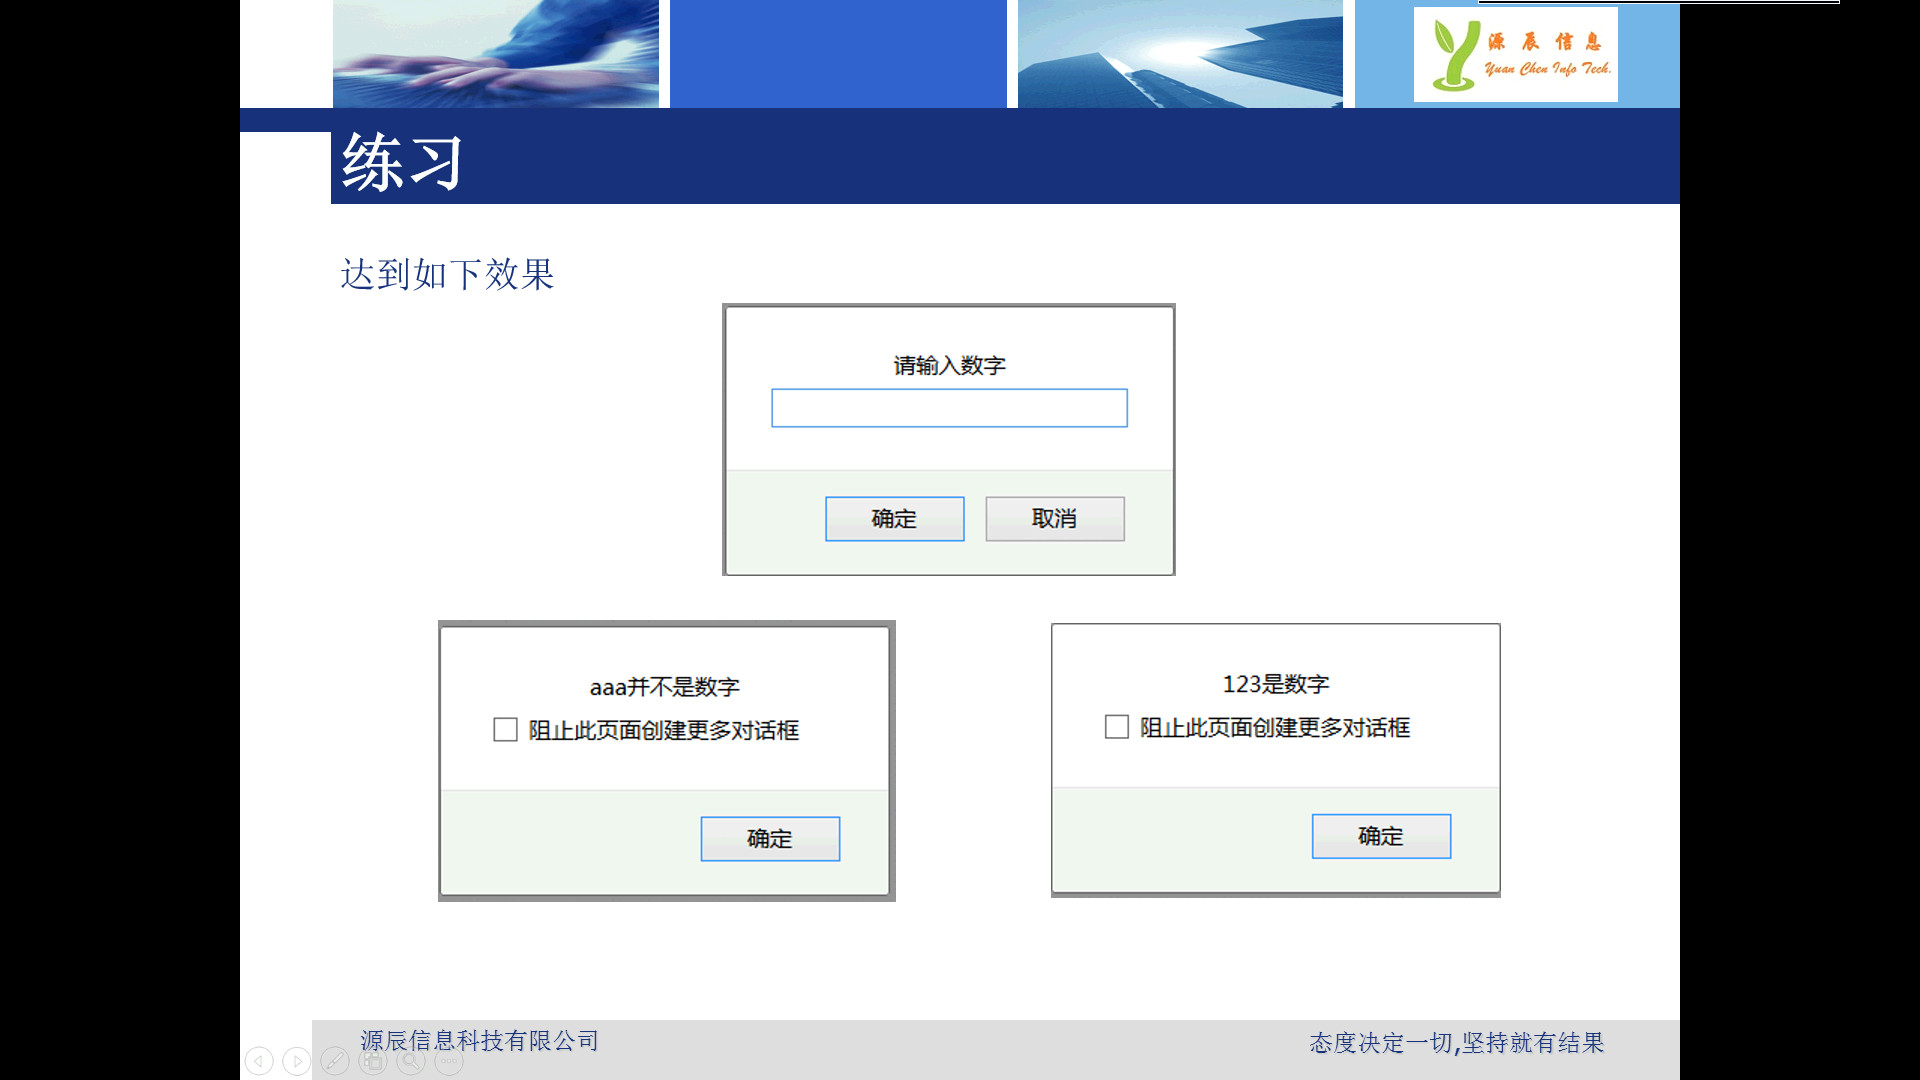 源辰信息
Yuan Chen Info Tech.
练习
达到如下效果
请输入数字
确定
取消
aaa并不是数字
阻止此页面创建更多对话框
确定
123是数字
阻止此页面创建更多对话框
确定
源辰信息科技有限公司
态度决定一切,坚持就有结果